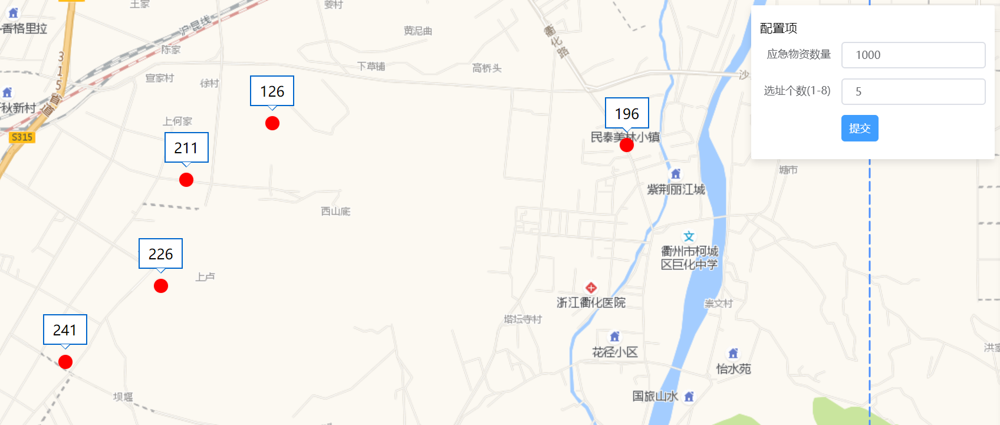 王家
姜村
香格里拉
沪昆线
黄泥曲
衢化路
配置项
陈家
应急物资数量
1000
315省道
下草铺
高桥头
宣家村
徐村
沙
126
选址个数(1-8)
5
秋新村
196
上何家
提交
S315
民泰美林小镇
211
塘市
紫荆丽江城
西山底
226
衢州市柯城
区巨化中学
上卢
浙江衢化医院
崇文村
塔坛寺村
241
花径小区
洪家
怡水苑
坝堰
国旅山水